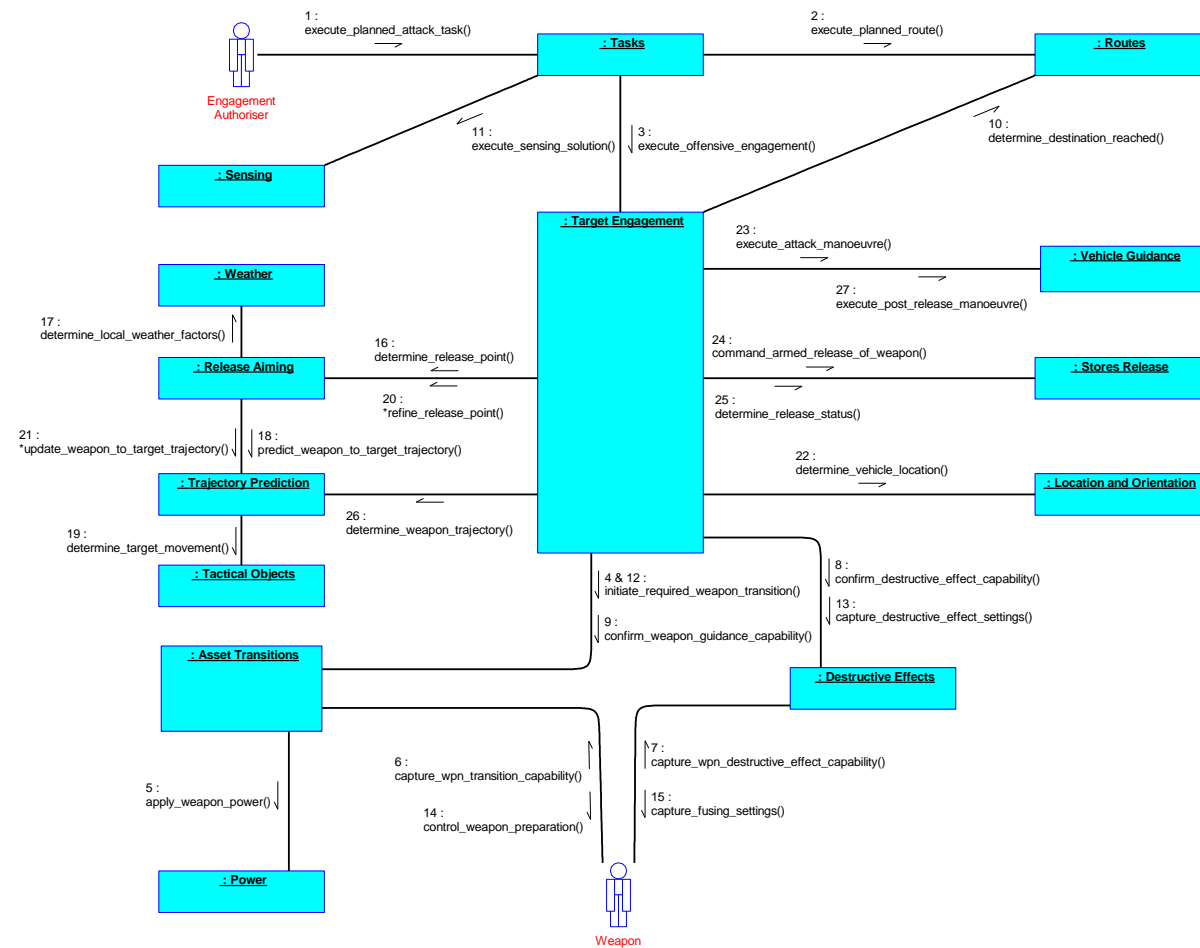 1 :
execute_planned_attack_task()
2 :
execute_planned_route()
: Tasks
: Routes
Engagement
Authoriser
11 :
execute_sensing_solution()
3 :
execute_offensive_engagement()
10 :
determine_destination_reached()
: Sensing
: Target Engagement
23 :
execute_attack_manoeuvre()
: Vehicle Guidance
27 :
execute_post_release_manoeuvre()
: Weather
17 :
determine_local_weather_factors()
16 :
determine_release_point()
24 :
command_armed_release_of_weapon()
: Release Aiming
: Stores Release
20 :
*refine_release_point()
25 :
determine_release_status()
21 :
*update_weapon_to_target_trajectory()
18 :
predict_weapon_to_target_trajectory()
22 :
determine_vehicle_location()
: Trajectory Prediction
: Location and Orientation
26 :
determine_weapon_trajectory()
19 :
determine_target_movement()
: Tactical Objects
4 & 12 :
initiate_required_weapon_transition()
8 :
confirm_destructive_effect_capability()
9 :
confirm_weapon_guidance_capability()
13 :
capture_destructive_effect_settings()
: Asset Transitions
: Destructive Effects
6 :
capture_wpn_transition_capability()
7 :
capture_wpn_destructive_effect_capability()
5 :
apply_weapon_power()
14 :
control_weapon_preparation()
15 :
capture_fusing_settings()
: Power
Weapon